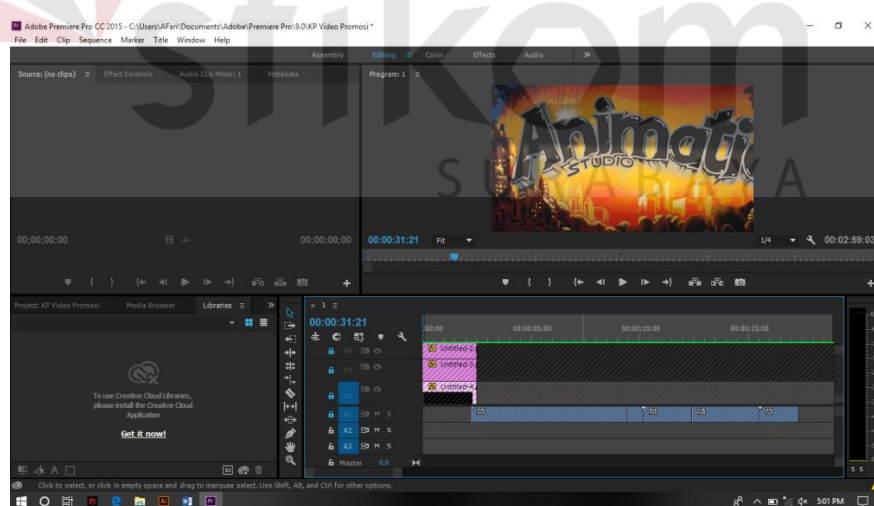 Adobe Premiere Pro CC 2015 - C:\Users\AFan\Documents\Adobe\Premiere Pro\9.0\KP Video Promosi *
File Edit Clip Sequence Marker Title Window Help
Assembly Editing Color Effects Audio
Source: (no clips) Effect Controls Audio Clip Mixer: 1 Metadata
Program: 1
stikom
SURABAYA
Animati
STUDIO
00;00;00;00 00;00;00;00
00:00:31:21 Fit 1/4 00:02:59:03
Project: KP Video Promosi Media Browser Libraries
To use Creative Cloud Libraries,
please install the Creative Cloud
Application
Get it now!
1
00:00:31:21
:00:00 00:00:05:00 00:00:10:00 00:00:15:00
V4 Untitled-2.
V3 Untitled-3.
V2 Untitled-4.
A1 M S
A2 M S
A3 M S
Master 0.0
S S
Click to select, or click in empty space and drag to marquee select. Use Shift, Alt, and Ctrl for other options.
5:01 PM